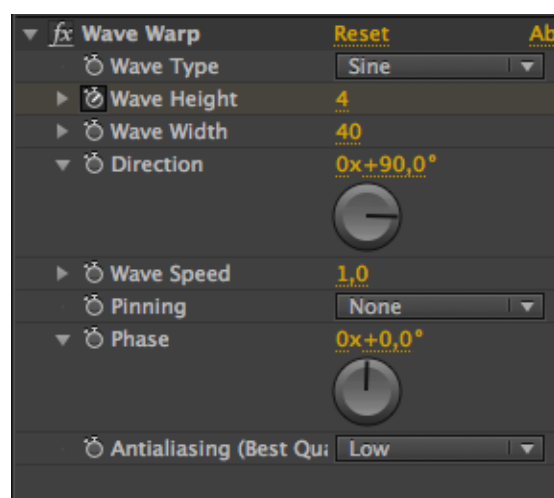 fx Wave Warp Reset Ab
Wave Type Sine
Wave Height 4
Wave Width 40
Direction 0x+90,0°
Wave Speed 1,0
Pinning None
Phase 0x+0,0°
Antialiasing (Best Qua Low